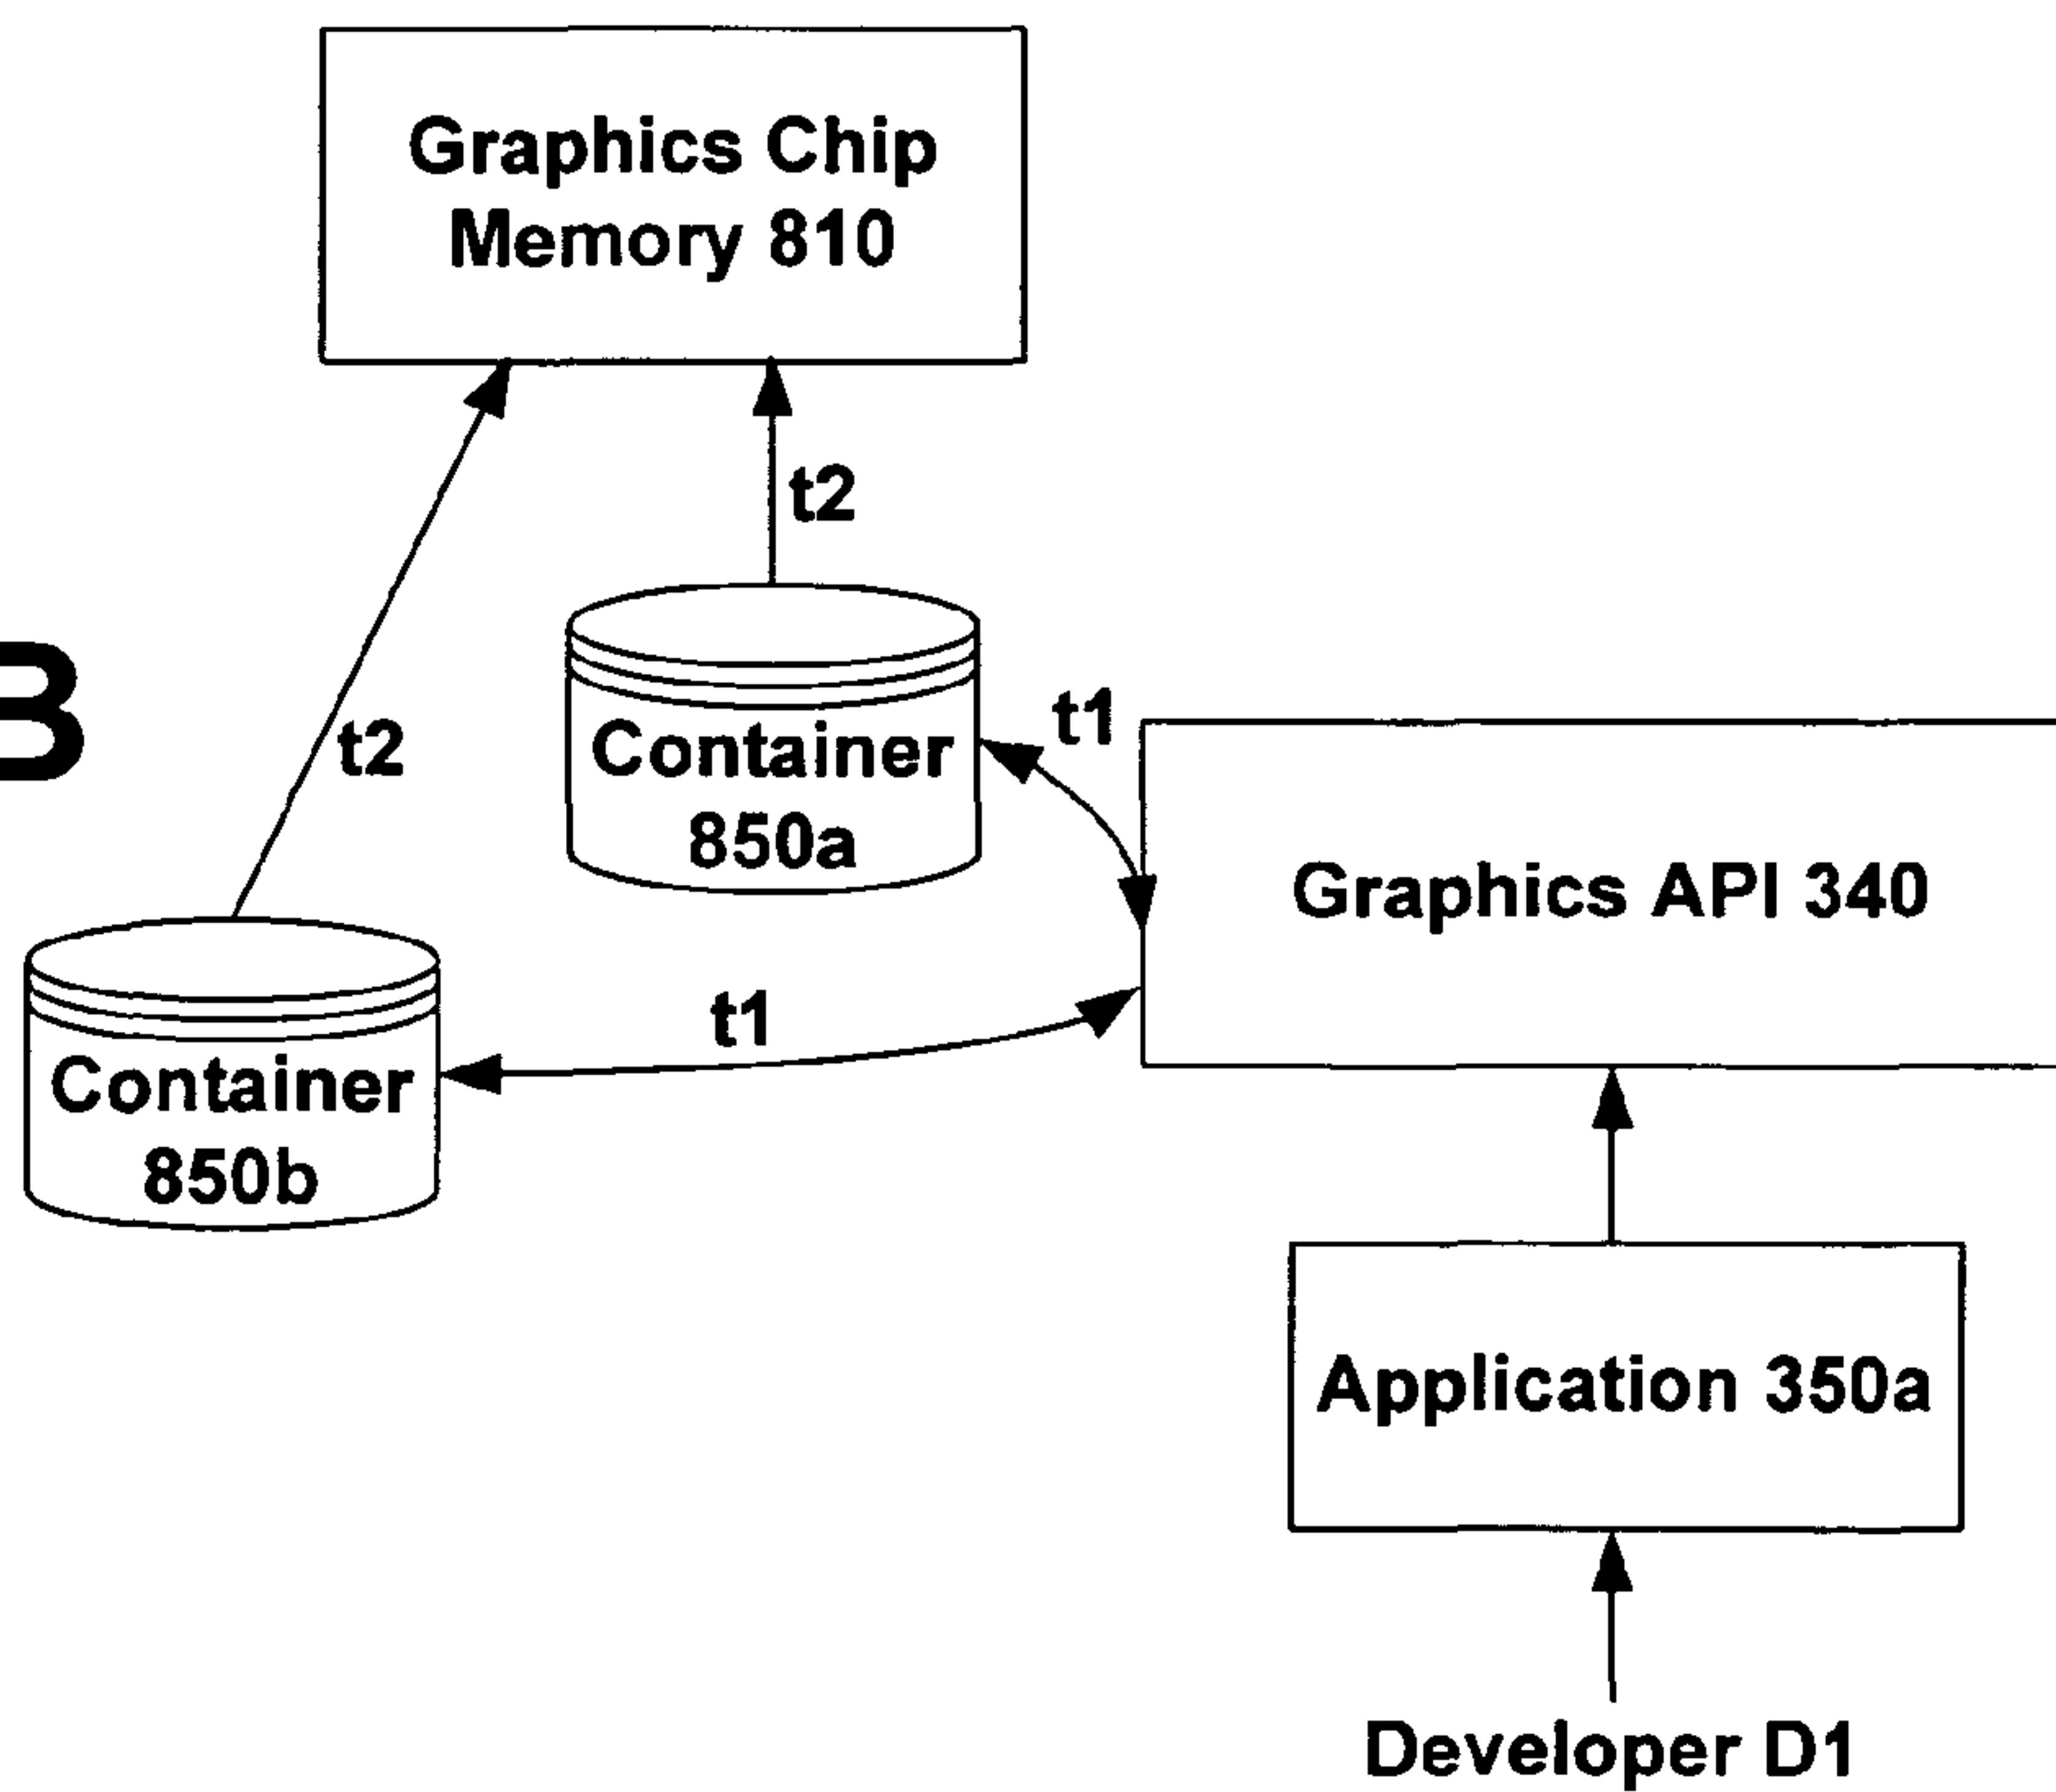 Graphics Chip
Memory 810
t2
B
t2
Container
850a
t1
Graphics API 340
t1
Container
850b
Application 350a
Developer D1